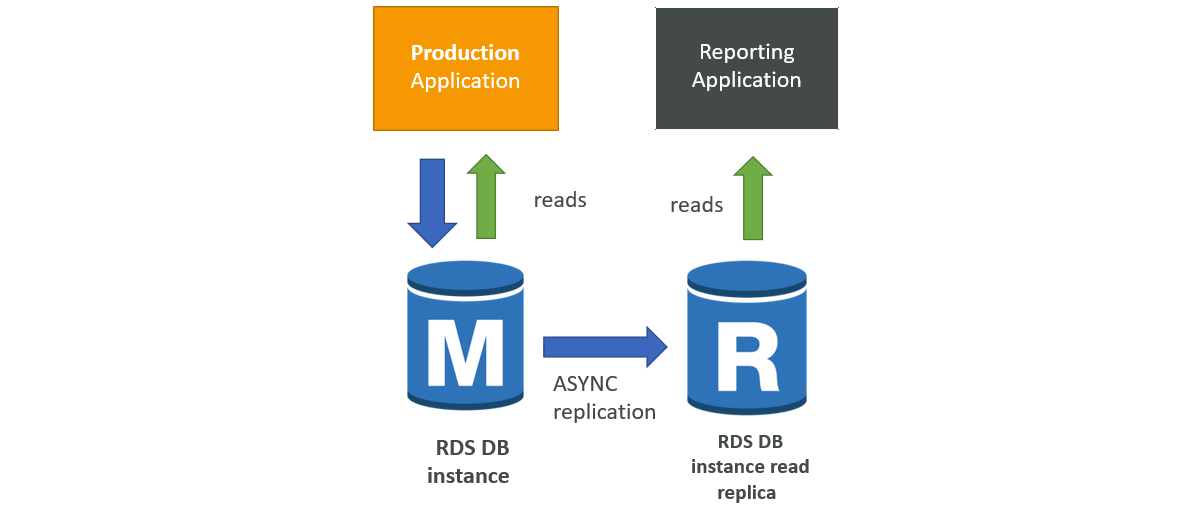 Production
Application
Reporting
Application
reads
reads
M
R
ASYNC
replication
RDS DB
instance
RDS DB
instance read
replica